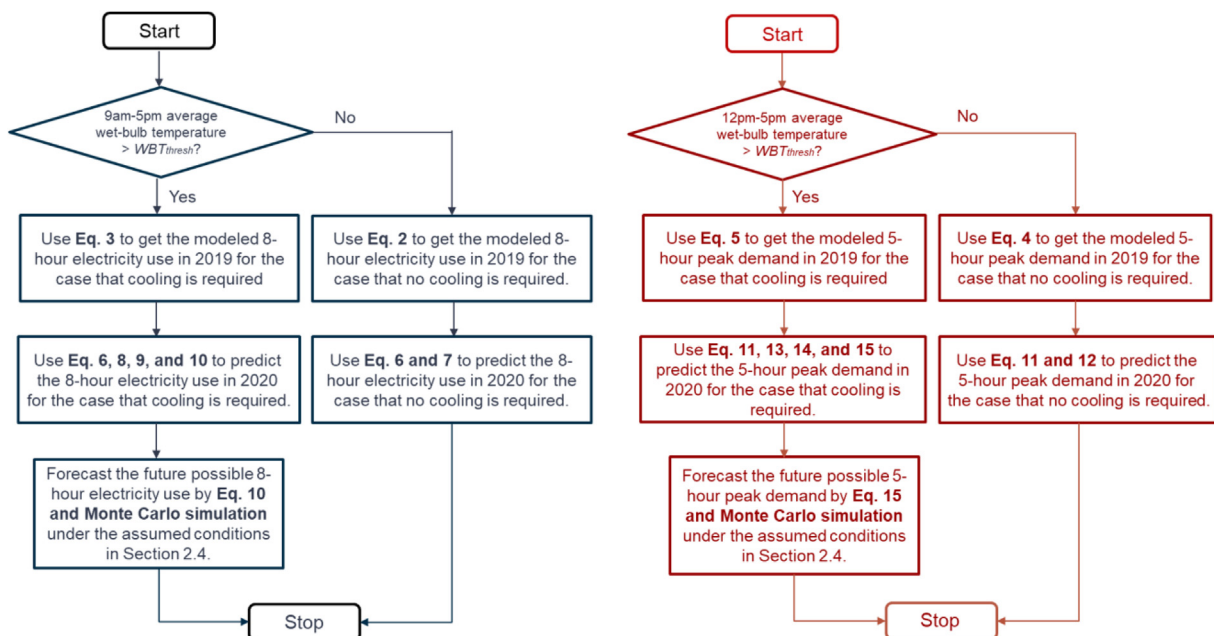 Start
9am-5pm average
wet-bulb temperature
> WBTthresh?
No
Yes
Use Eq. 3 to get the modeled 8-
hour electricity use in 2019 for the
case that cooling is required
Use Eq. 2 to get the modeled 8-
hour electricity use in 2019 for the
case that no cooling is required.
Use Eq. 6, 8, 9, and 10 to predict
the 8-hour electricity use in 2020
for the case that cooling is required.
Use Eq. 6 and 7 to predict the 8-
hour electricity use in 2020 for the
case that no cooling is required.
Forecast the future possible 8-
hour electricity use by Eq. 10
and Monte Carlo simulation
under the assumed conditions
in Section 2.4.
Stop
Start
12pm-5pm average
wet-bulb temperature
> WBTthresh?
No
Yes
Use Eq. 5 to get the modeled 5-
hour peak demand in 2019 for the
case that cooling is required
Use Eq. 4 to get the modeled 5-
hour peak demand in 2019 for the
case that no cooling is required.
Use Eq. 11, 13, 14, and 15 to
predict the 5-hour peak demand in
2020 for the case that cooling is
required.
Use Eq. 11 and 12 to predict the
5-hour peak demand in 2020 for
the case that no cooling is required.
Forecast the future possible 5-
hour peak demand by Eq. 15
and Monte Carlo simulation
under the assumed conditions
in Section 2.4.
Stop